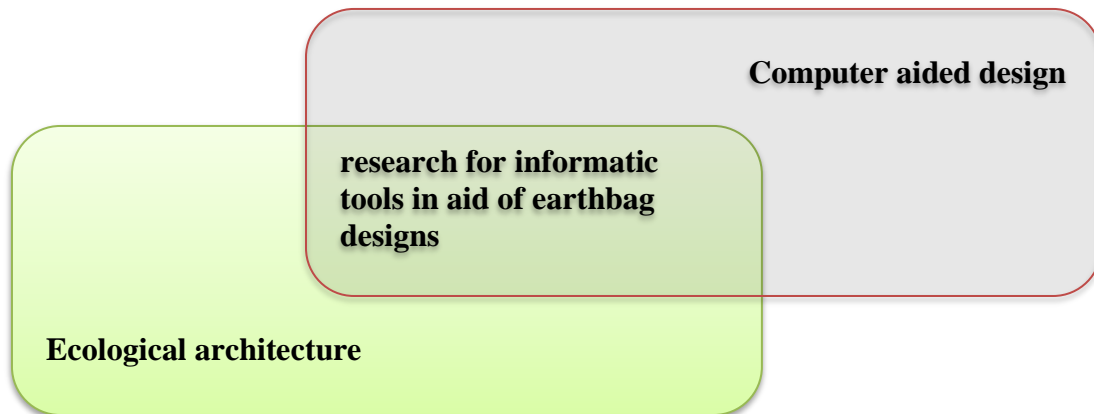 Computer aided design
research for informatic
tools in aid of earthbag
designs
Ecological architecture